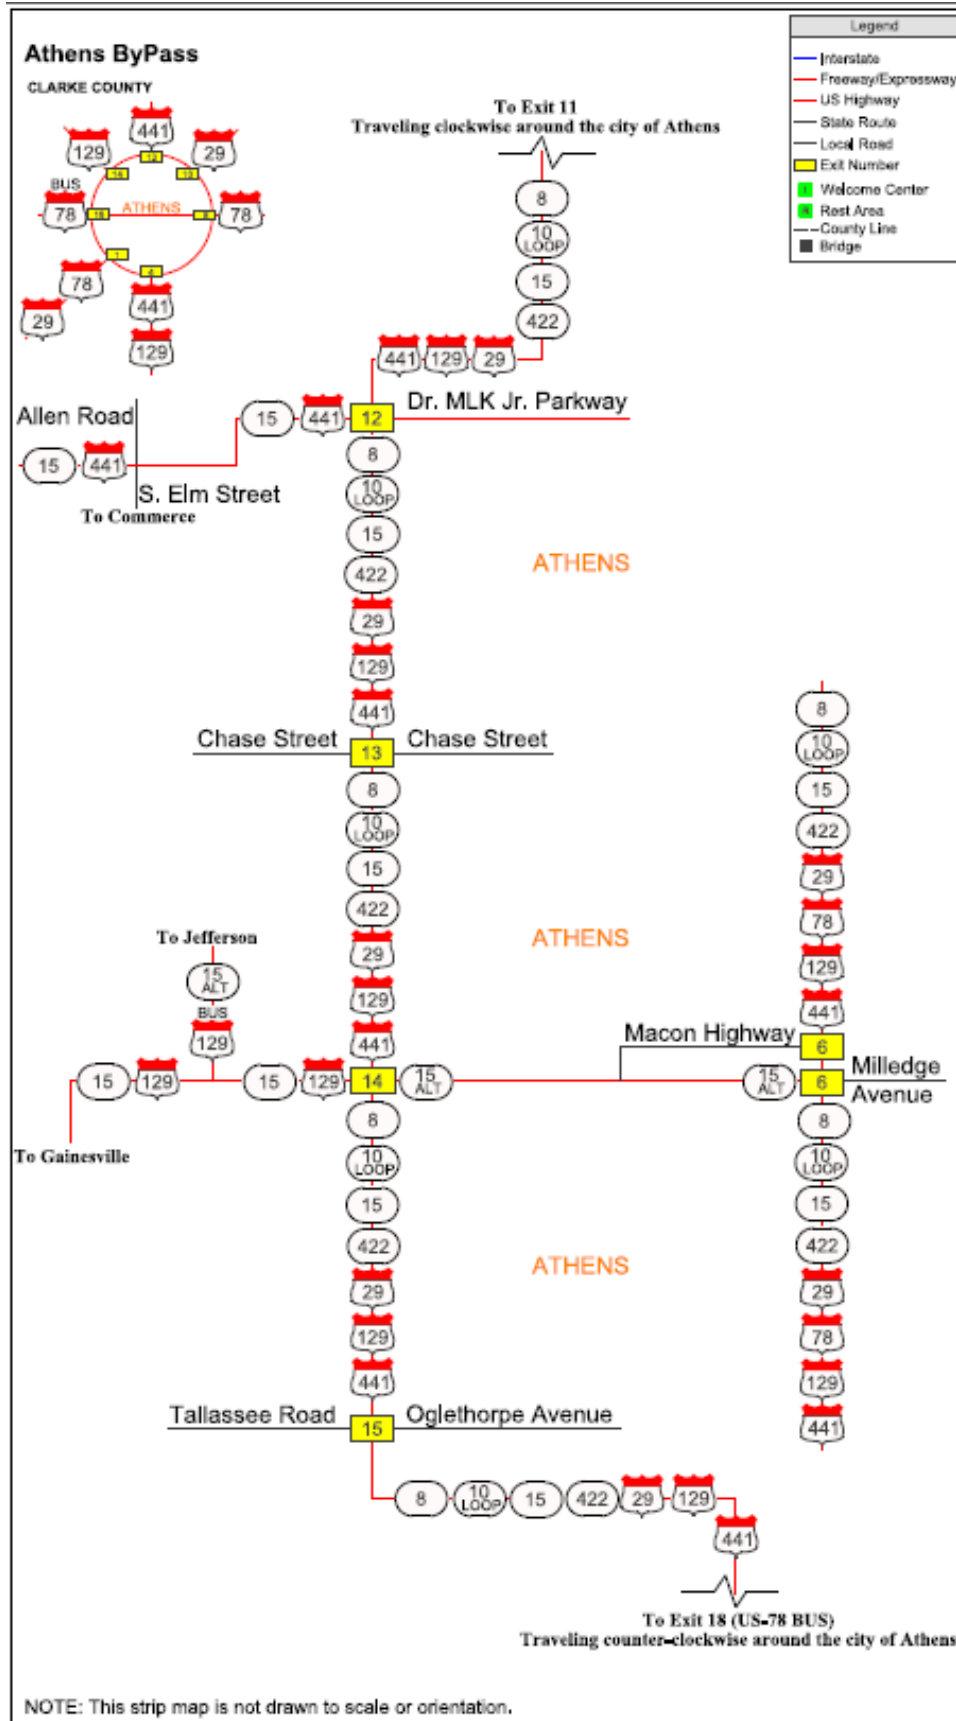 Athens ByPass
CLARKE COUNTY
441
129
29
12
14
13
BUS
78
18
ATHENS
8
78
1
4
78
29
441
129
Legend
Interstate
Freeway/Expressway
US Highway
State Route
Local Road
Exit Number
Welcome Center
Rest Area
County Line
Bridge
To Exit 11
Traveling clockwise around the city of Athens
8
10
LOOP
15
422
441 129 29
Allen Road
15 441 12 Dr. MLK Jr. Parkway
15 441
S. Elm Street
To Commerce
8
10
LOOP
15
422
ATHENS
29
129
441
Chase Street 13 Chase Street
8
10
LOOP
15
422
29
129
441
ATHENS
To Jefferson
15
ALT
BUS
129
15 129 15 129 14 15
ALT
To Gainesville
8
10
LOOP
15
422
29
129
441
ATHENS
Tallassee Road 15 Oglethorpe Avenue
8 10
LOOP 15 422 29 129
441
To Exit 18 (US-78 BUS)
Traveling counter-clockwise around the city of Athens
8
10
LOOP
15
422
29
78
129
441
Macon Highway 6
15
ALT 6 Milledge
Avenue
8
10
LOOP
15
422
29
78
129
441
NOTE: This strip map is not drawn to scale or orientation.